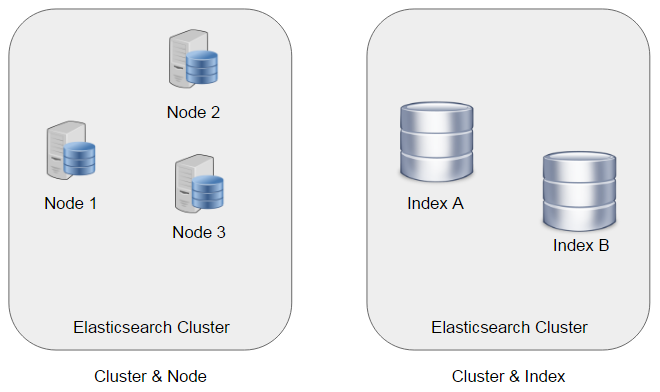 Node 2
Node 1
Node 3
Elasticsearch Cluster
Cluster & Node
Index A
Index B
Elasticsearch Cluster
Cluster & Index